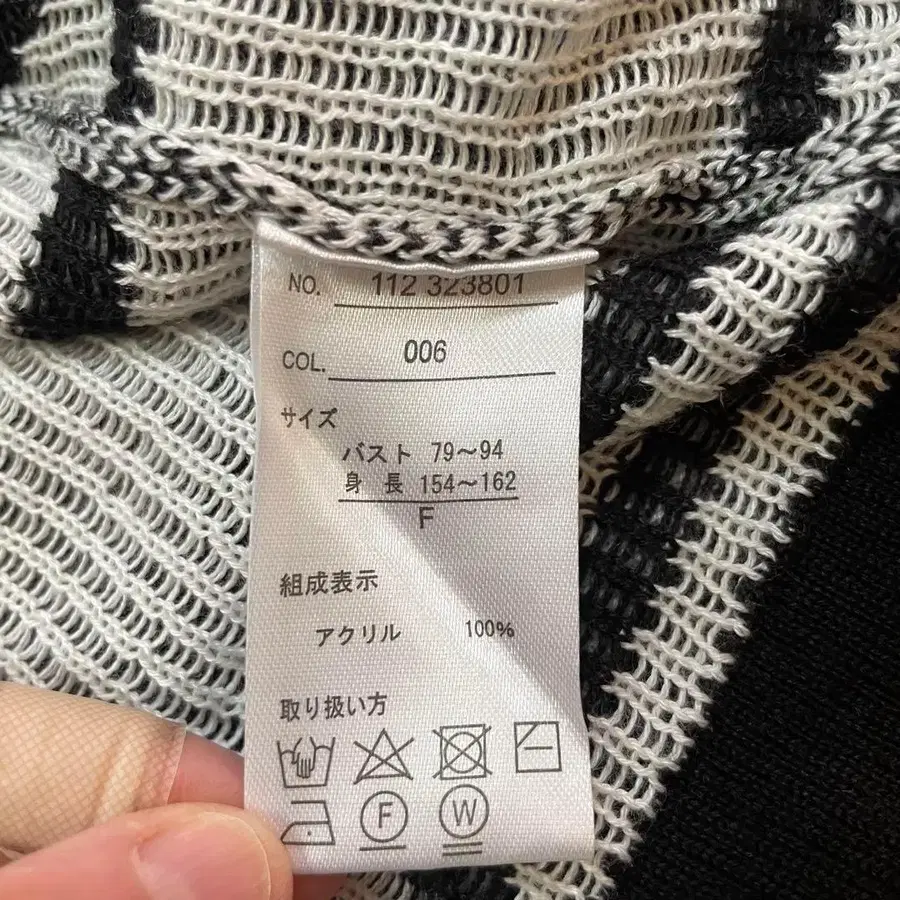 NO. 112 323801
COL. 006
サイズ
バスト 79～94
身 長 154～162
F
組成表示
アクリル 100%
取り扱い方
F W